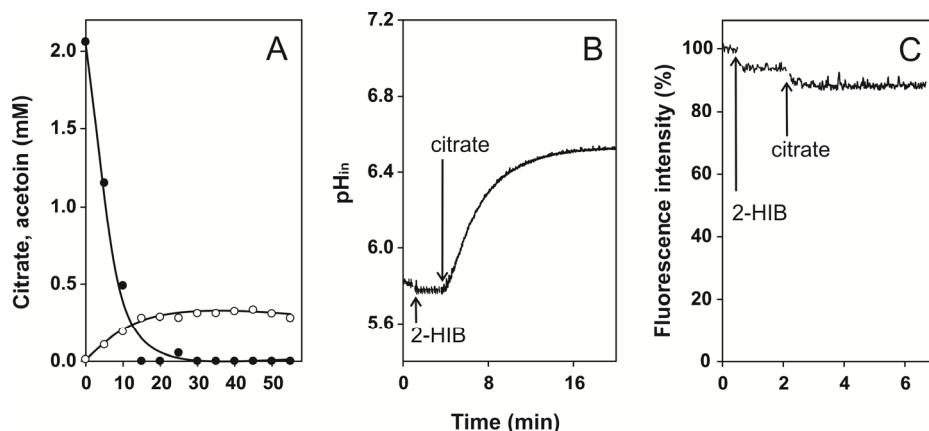 A
Citrate, acetoin (mM)
2.0
1.5
1.0
0.5
0.0
0 10 20 30 40 50
B
pHin
7.2
6.8
6.4
6.0
5.6
citrate
2-HIB
0 8 16
Time (min)
C
Fluorescence intensity (%)
100
80
60
40
20
0
citrate
2-HIB
0 2 4 6